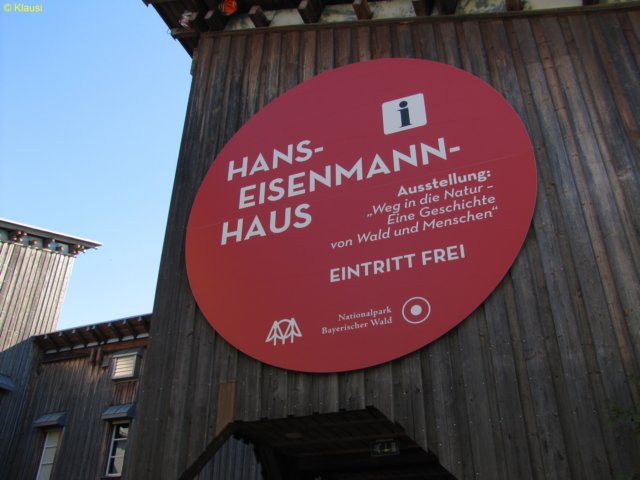 © Klausi
i
HANS-
EISENMANN-
HAUS
Ausstellung:
„Weg in die Natur –
Eine Geschichte
von Wald und Menschen“
EINTRITT FREI
Nationalpark
Bayerischer Wald